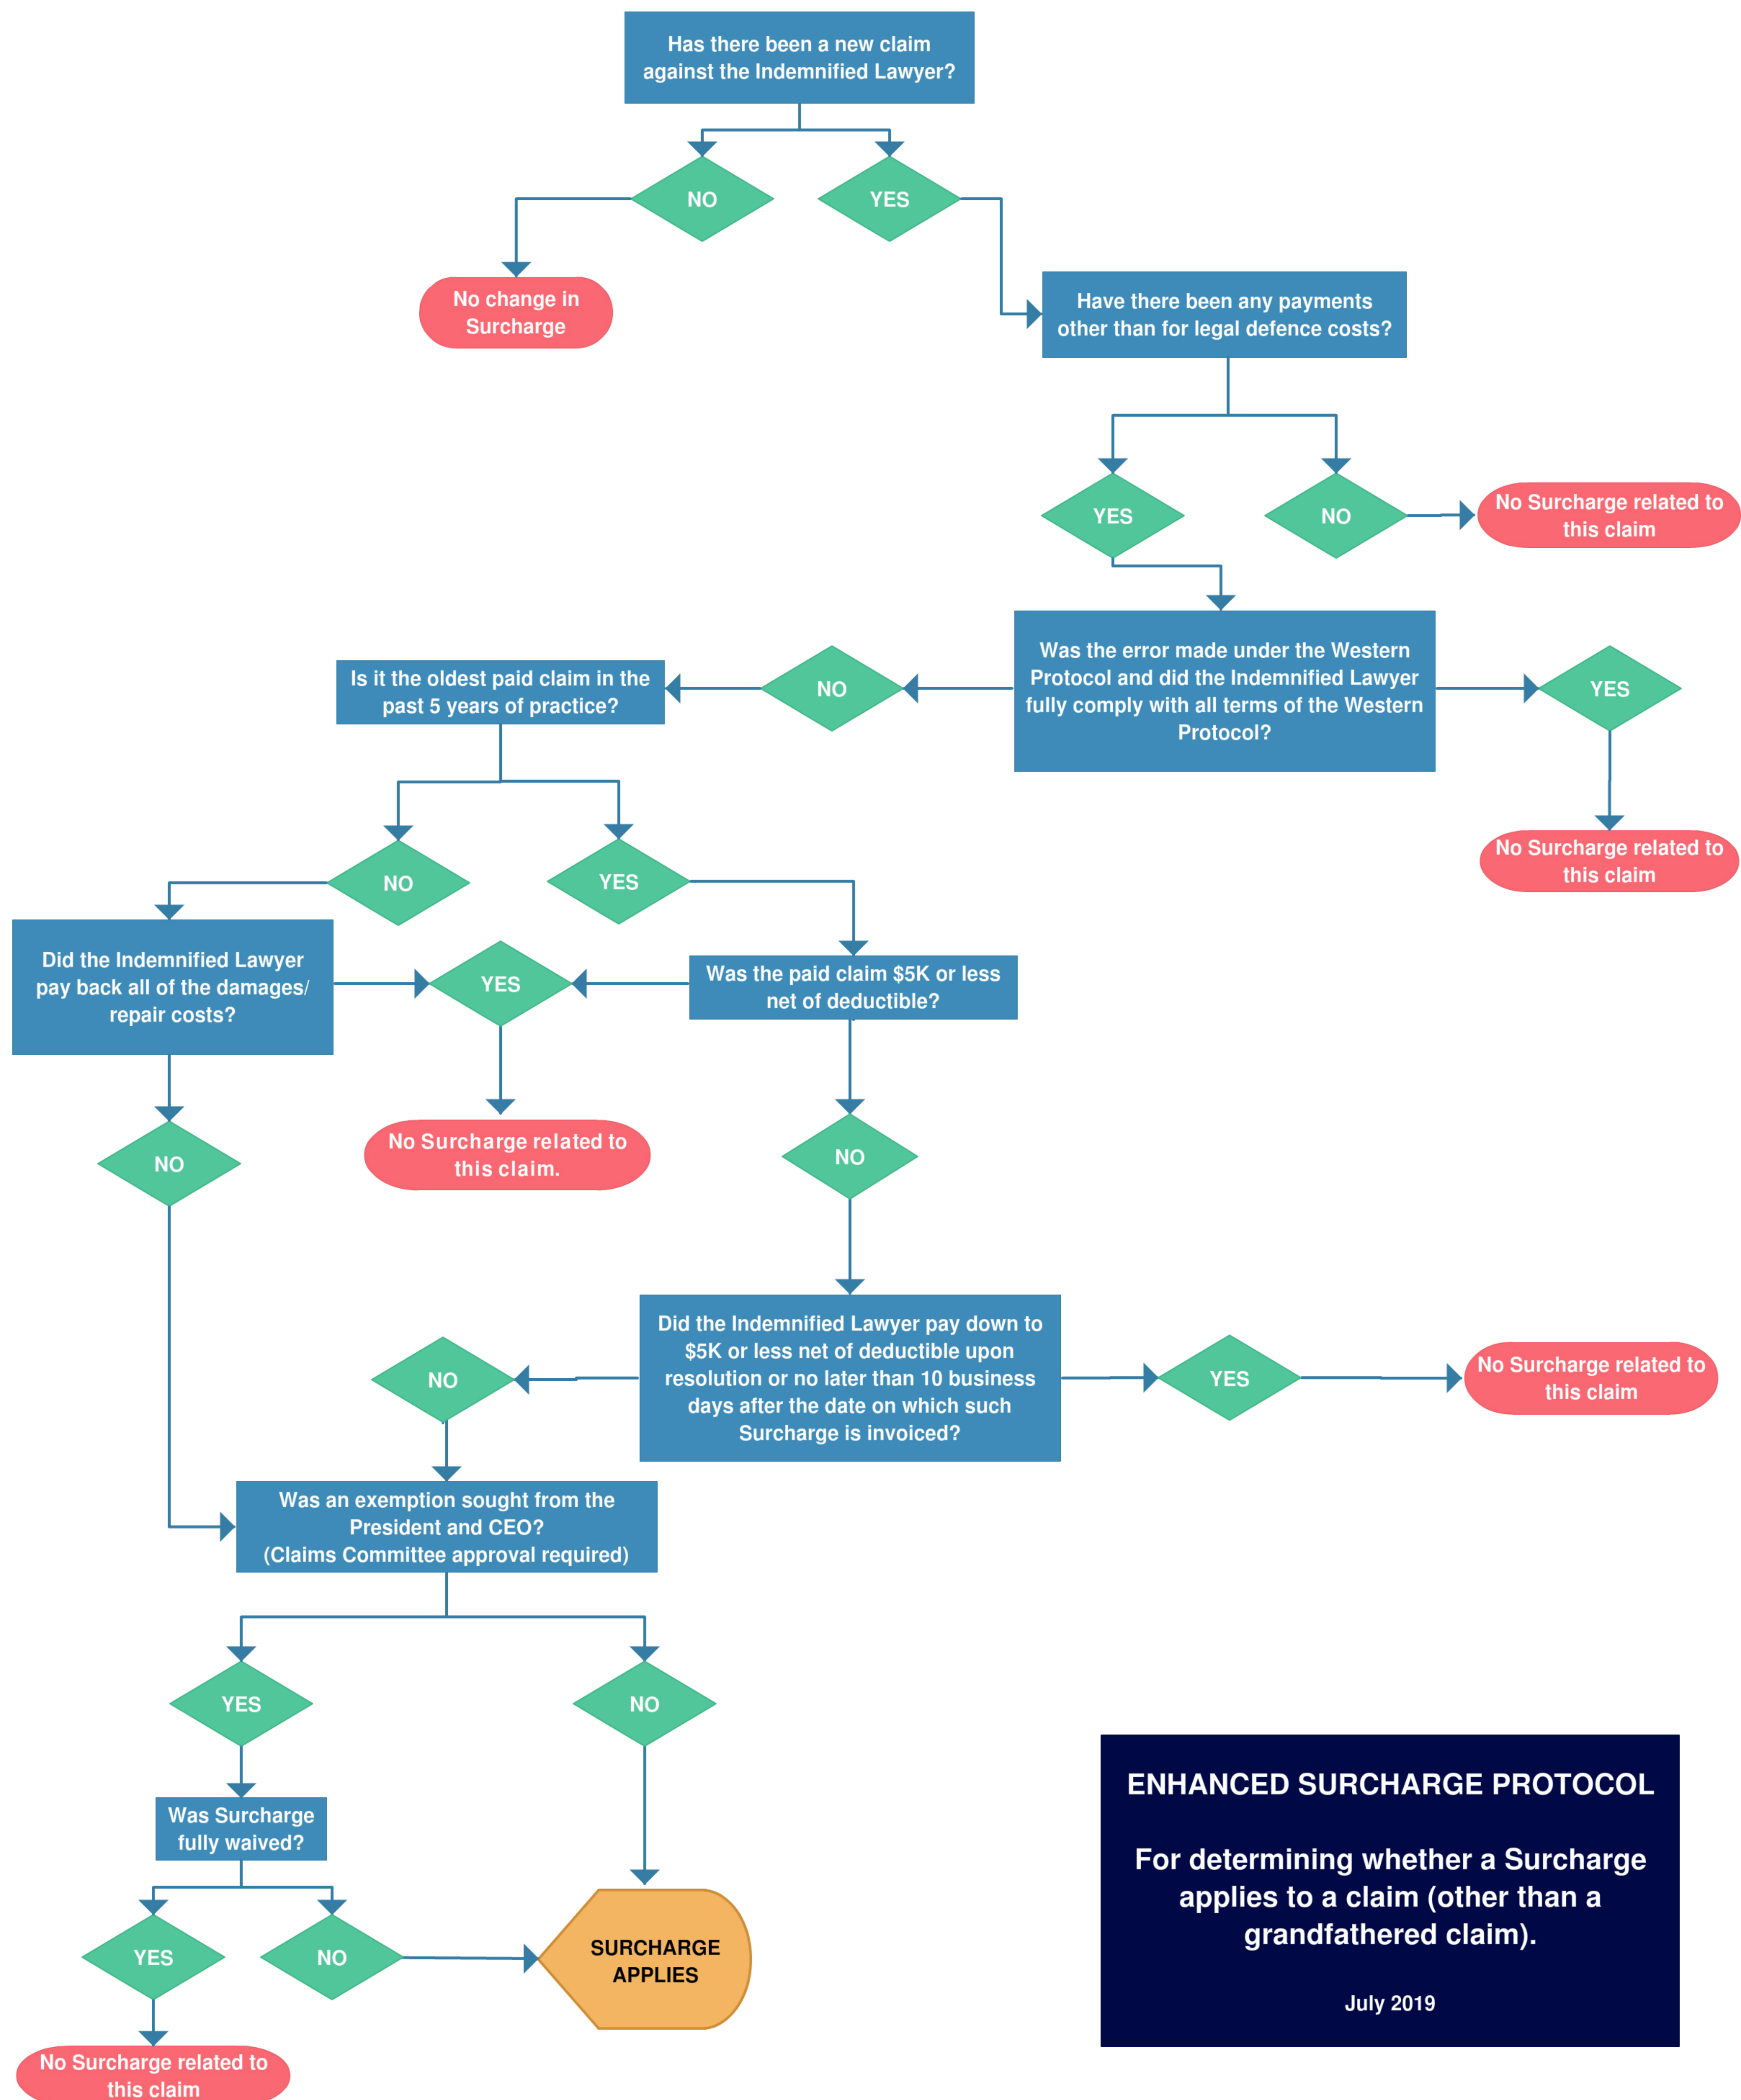 Has there been a new claim
against the Indemnified Lawyer?
NO
YES
No change in
Surcharge
Have there been any payments
other than for legal defence costs?
YES
NO
No Surcharge related to
this claim
Was the error made under the Western
Protocol and did the Indemnified Lawyer
fully comply with all terms of the Western
Protocol?
YES
No Surcharge related to
this claim
NO
Is it the oldest paid claim in the
past 5 years of practice?
NO
YES
Did the Indemnified Lawyer
pay back all of the damages/
repair costs?
YES
Was the paid claim $5K or less
net of deductible?
No Surcharge related to
this claim.
NO
NO
Did the Indemnified Lawyer pay down to
$5K or less net of deductible upon
resolution or no later than 10 business
days after the date on which such
Surcharge is invoiced?
YES
No Surcharge related to
this claim
NO
Was an exemption sought from the
President and CEO?
(Claims Committee approval required)
YES
NO
Was Surcharge
fully waived?
YES
NO
SURCHARGE
APPLIES
No Surcharge related to
this claim
ENHANCED SURCHARGE PROTOCOL
For determining whether a Surcharge
applies to a claim (other than a
grandfathered claim).
July 2019